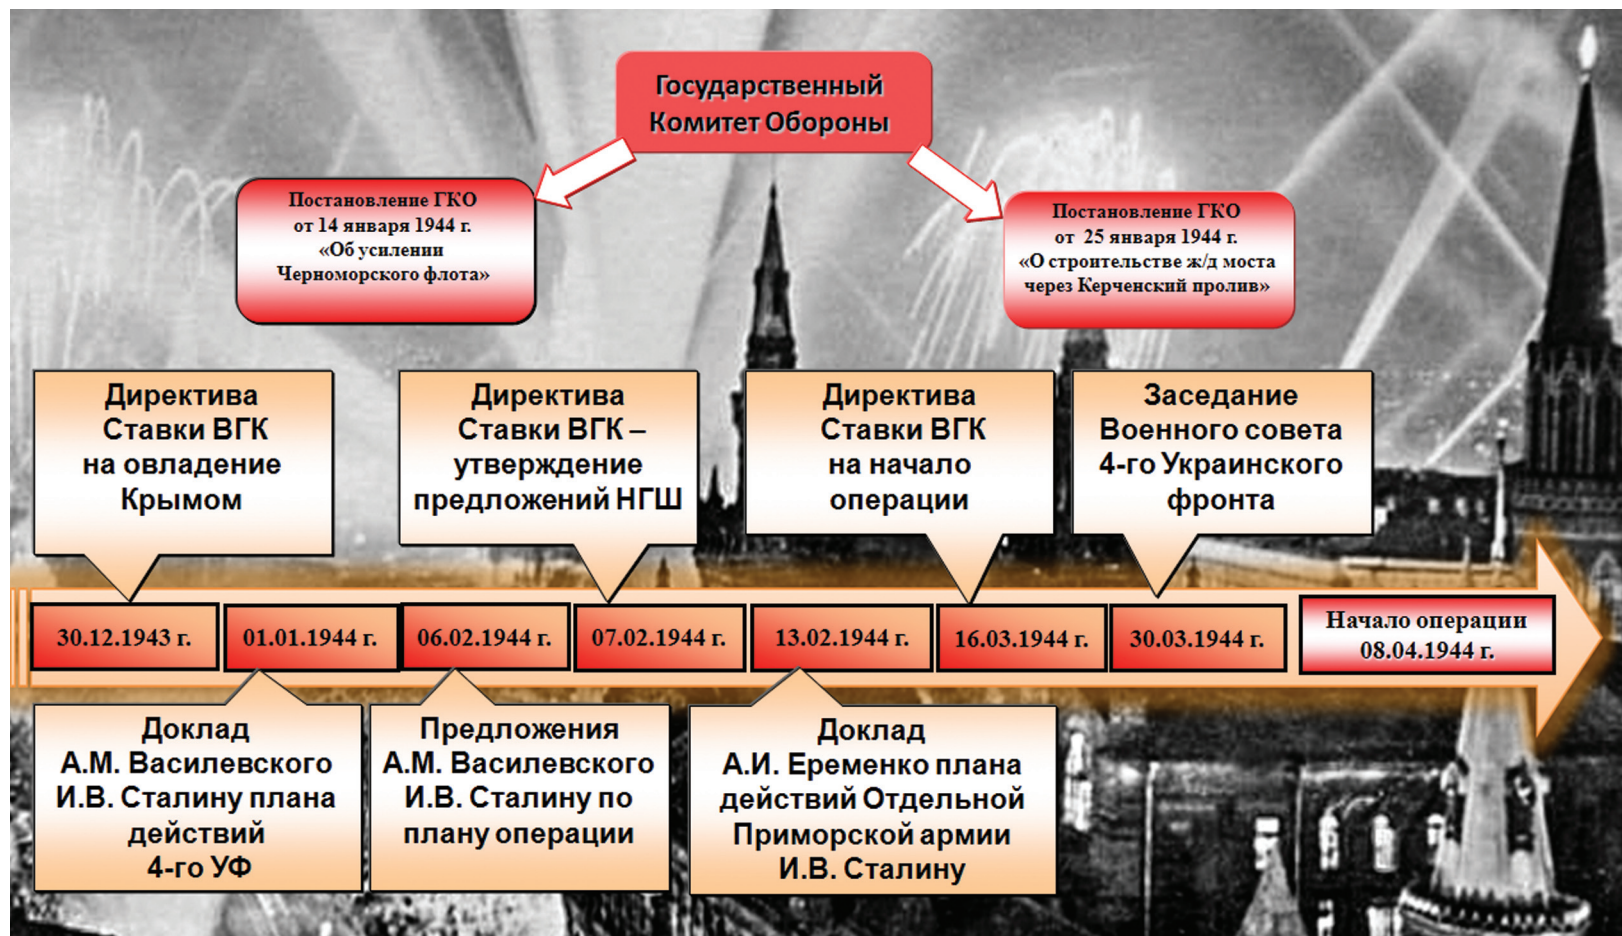 Государственный
Комитет Обороны
Постановление ГКО
от 14 января 1944 г.
«Об усилении
Черноморского флота»
Постановление ГКО
от 25 января 1944 г.
«О строительстве ж/д моста
через Керченский пролив»
Директива
Ставки ВГК
на овладение
Крымом
Директива
Ставки ВГК –
утверждение
предложений НГШ
Директива
Ставки ВГК
на начало
операции
Заседание
Военного совета
4-го Украинского
фронта
30.12.1943 г.
01.01.1944 г.
06.02.1944 г.
07.02.1944 г.
13.02.1944 г.
16.03.1944 г.
30.03.1944 г.
Начало операции
08.04.1944 г.
Доклад
А.М. Василевского
И.В. Сталину плана
действий
4-го УФ
Предложения
А.М. Василевского
И.В. Сталину по
плану операции
Доклад
А.И. Еременко плана
действий Отдельной
Приморской армии
И.В. Сталину